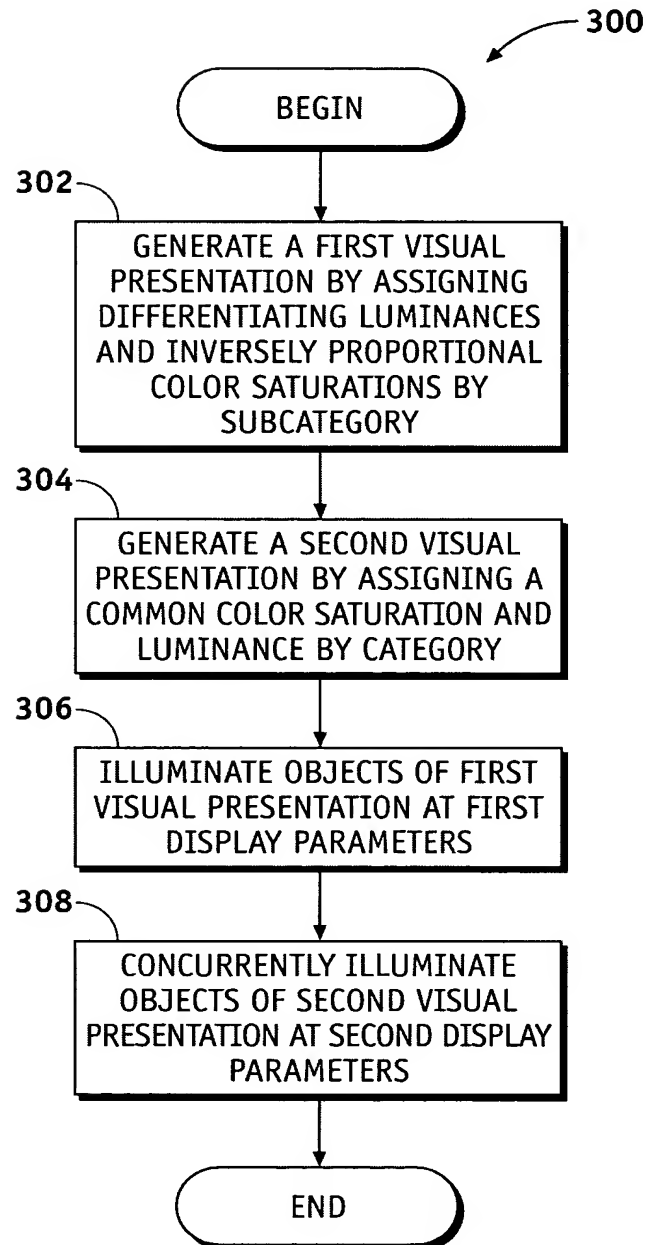 300
BEGIN
302
GENERATE A FIRST VISUAL
PRESENTATION BY ASSIGNING
DIFFERENTIATING LUMINANCES
AND INVERSELY PROPORTIONAL
COLOR SATURATIONS BY
SUBCATEGORY
304
GENERATE A SECOND VISUAL
PRESENTATION BY ASSIGNING A
COMMON COLOR SATURATION AND
LUMINANCE BY CATEGORY
306
ILLUMINATE OBJECTS OF FIRST
VISUAL PRESENTATION AT FIRST
DISPLAY PARAMETERS
308
CONCURRENTLY ILLUMINATE
OBJECTS OF SECOND VISUAL
PRESENTATION AT SECOND DISPLAY
PARAMETERS
END